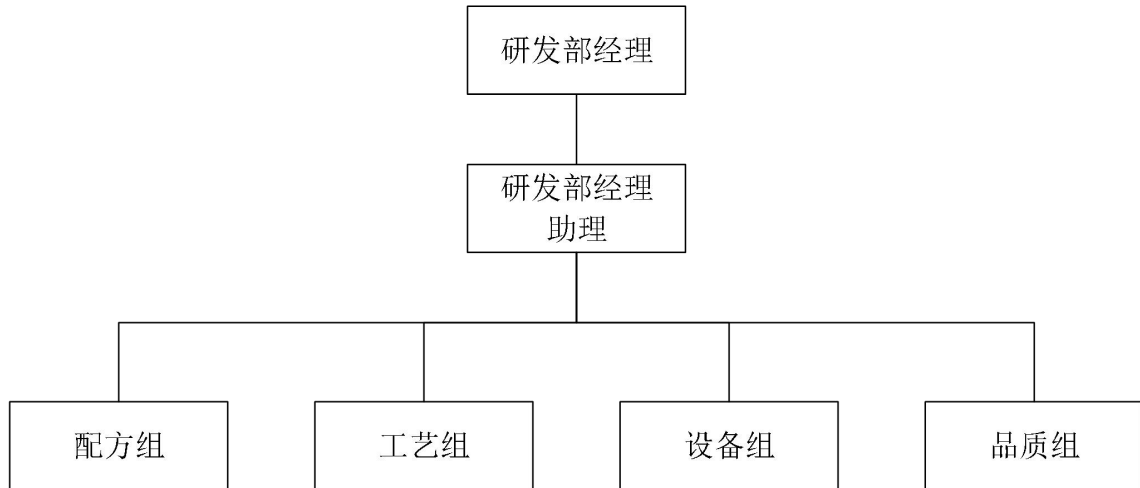 研发部经理
研发部经理
助理
配方组
工艺组
设备组
品质组